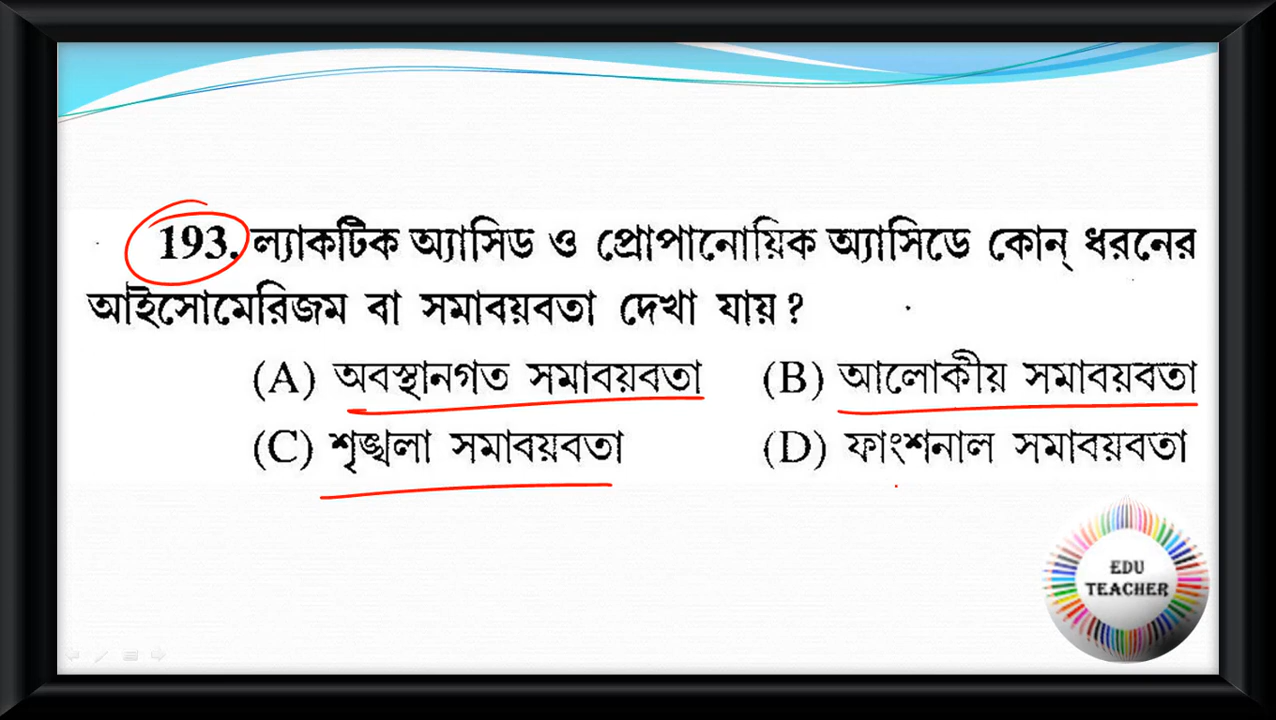 193. ল্যাকটিক অ্যাসিড ও প্রোপানোয়িক অ্যাসিডে কোন্ ধরনের
আইসোমেরিজম বা সমাবয়বতা দেখা যায়?
(A) অবস্থানগত সমাবয়বতা (B) আলোকীয় সমাবয়বতা
(C) শৃঙ্খলা সমাবয়বতা (D) ফাংশনাল সমাবয়বতা
EDU
TEACHER